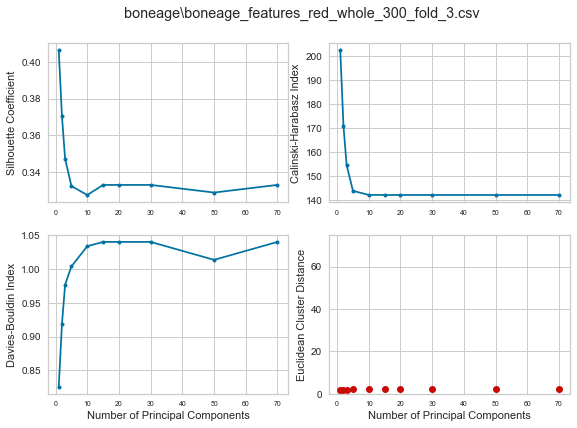 boneage\boneage_features_red_whole_300_fold_3.csv
Silhouette Coefficient
0.40
0.38
0.36
0.34
0 10 20 30 40 50 60 70
Calinski-Harabasz Index
200
190
180
170
160
150
140
0 10 20 30 40 50 60 70
Davies-Bouldin Index
1.05
1.00
0.95
0.90
0.85
0 10 20 30 40 50 60 70
Number of Principal Components
Euclidean Cluster Distance
60
40
20
0
0 10 20 30 40 50 60 70
Number of Principal Components